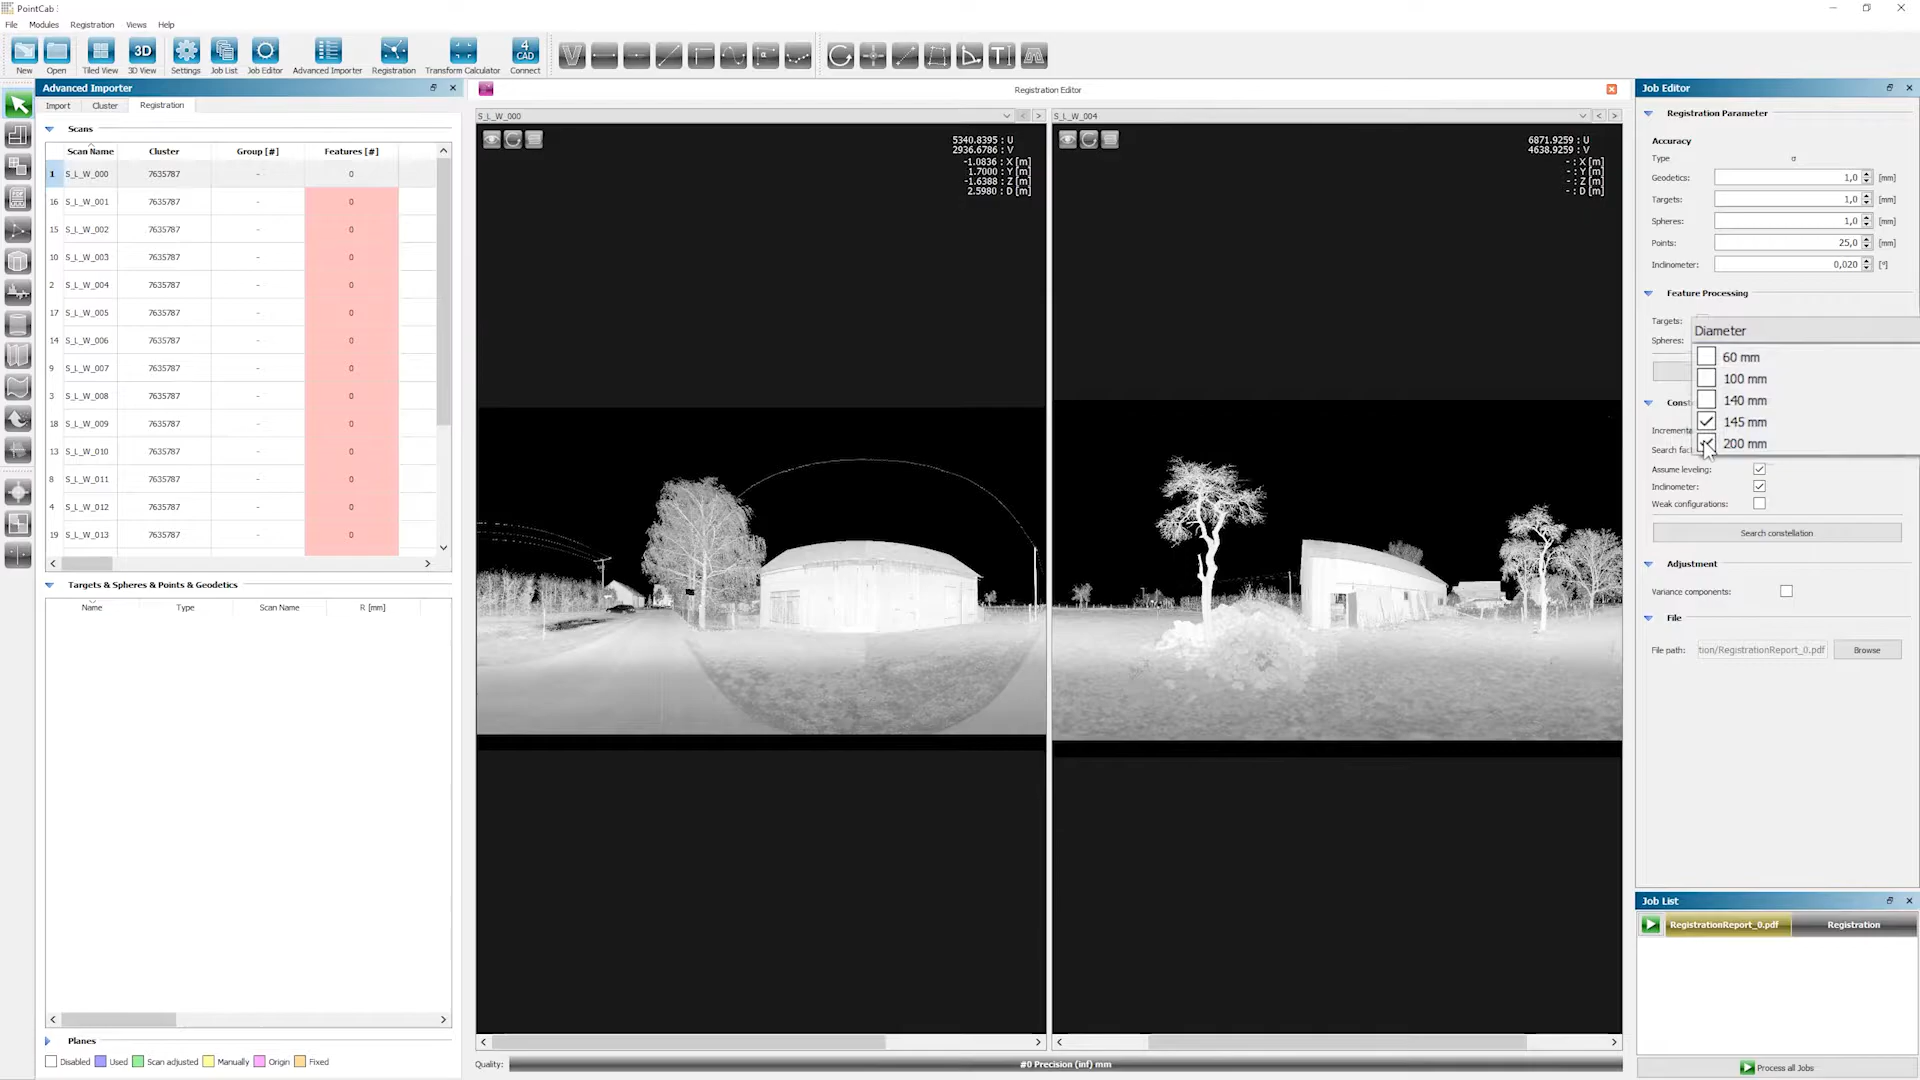 PointCab
File Modules Registration Views Help
New Open Tiled View 3D View Settings Job List Job Editor Advanced Importer Registration Transform Calculator Connect
3D
4 CAD
Advanced Importer
Import Cluster Registration
Scans
Scan Name Cluster Group [#] Features [#]
1 S_L_W_000 7635787 - 0
16 S_L_W_001 7635787 - 0
15 S_L_W_002 7635787 - 0
10 S_L_W_003 7635787 - 0
2 S_L_W_004 7635787 - 0
17 S_L_W_005 7635787 - 0
14 S_L_W_006 7635787 - 0
9 S_L_W_007 7635787 - 0
3 S_L_W_008 7635787 - 0
18 S_L_W_009 7635787 - 0
13 S_L_W_010 7635787 - 0
8 S_L_W_011 7635787 - 0
4 S_L_W_012 7635787 - 0
19 S_L_W_013 7635787 - 0
Targets & Spheres & Points & Geodetics
Name Type Scan Name R [mm]
Planes
Disabled Used Scan adjusted Manually Origin Fixed
Registration Editor
S_L_W_000
5340.8395 : U
2936.6786 : V
-1.0836 : X [m]
1.7000 : Y [m]
-1.6388 : Z [m]
2.5980 : D [m]
S_L_W_004
6871.9259 : U
4638.9259 : V
- : X [m]
- : Y [m]
- : Z [m]
- : D [m]
Quality: #0 Precision (inf) mm
Job Editor
Registration Parameter
Accuracy
Type σ
Geodetics: 1,0 [mm]
Targets: 1,0 [mm]
Spheres: 1,0 [mm]
Points: 25,0 [mm]
Inclinometer: 0,020 [°]
Feature Processing
Targets:
Spheres:
Diameter
60 mm
100 mm
140 mm
145 mm
200 mm
Const
Incrementa
Search fact
Assume leveling:
Inclinometer:
Weak configurations:
Search constellation
Adjustment
Variance components:
File
File path: tion/RegistrationReport_0.pdf Browse
Job List
RegistrationReport_0.pdf Registration
Process all Jobs